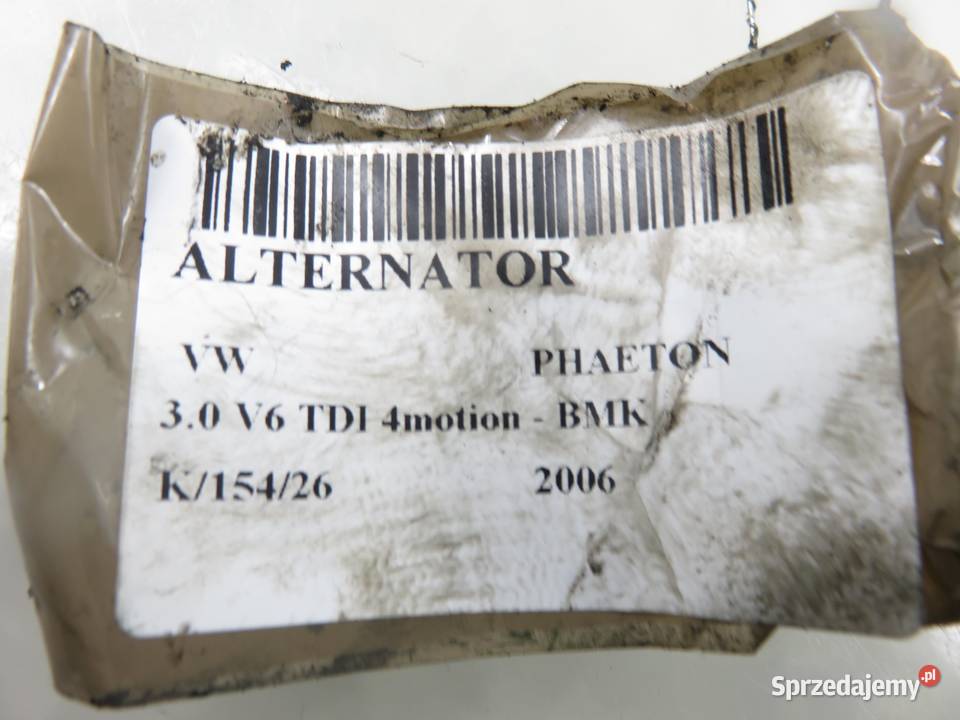 ALTERNATOR
VW PHAETON
3.0 V6 TDI 4motion - BMK
K/154/26 2006
Sprzedajemy.pl